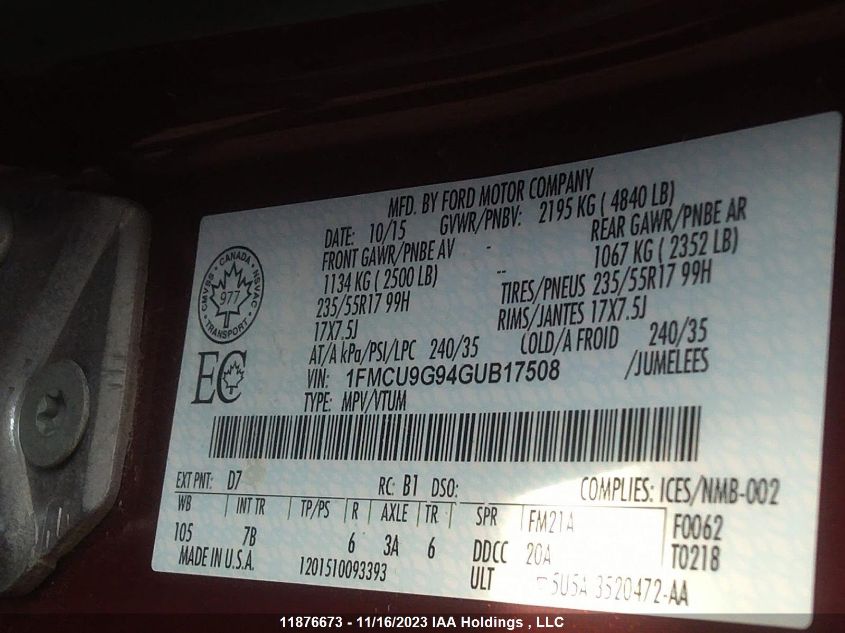 MFD. BY FORD MOTOR COMPANY
DATE: 10/15 GVWR/PNBV: 2195 KG ( 4840 LB)
FRONT GAWR/PNBE AV - REAR GAWR/PNBE AR
1134 KG ( 2500 LB) -- 1067 KG ( 2352 LB)
235/55R17 99H TIRES/PNEUS 235/55R17 99H
17X7.5J RIMS/JANTES 17X7.5J
AT/A kPa/PSI/LPC 240/35 COLD/A FROID 240/35
VIN: 1FMCU9G94GUB17508 /JUMELEES
TYPE: MPV/VTUM
CMVSS • CANADA • NSVAC • TRANSPORT •
977
EC
EXT PNT: D7 RC: B1 DSO: COMPLIES: ICES/NMB-002
WB INT TR TP/PS R AXLE TR SPR FM21A F0062
105 7B 6 3A 6 DDCC 20A T0218
MADE IN U.S.A. 1201510093393 ULT 5U5A 3520472-AA
11876673 - 11/16/2023 IAA Holdings , LLC